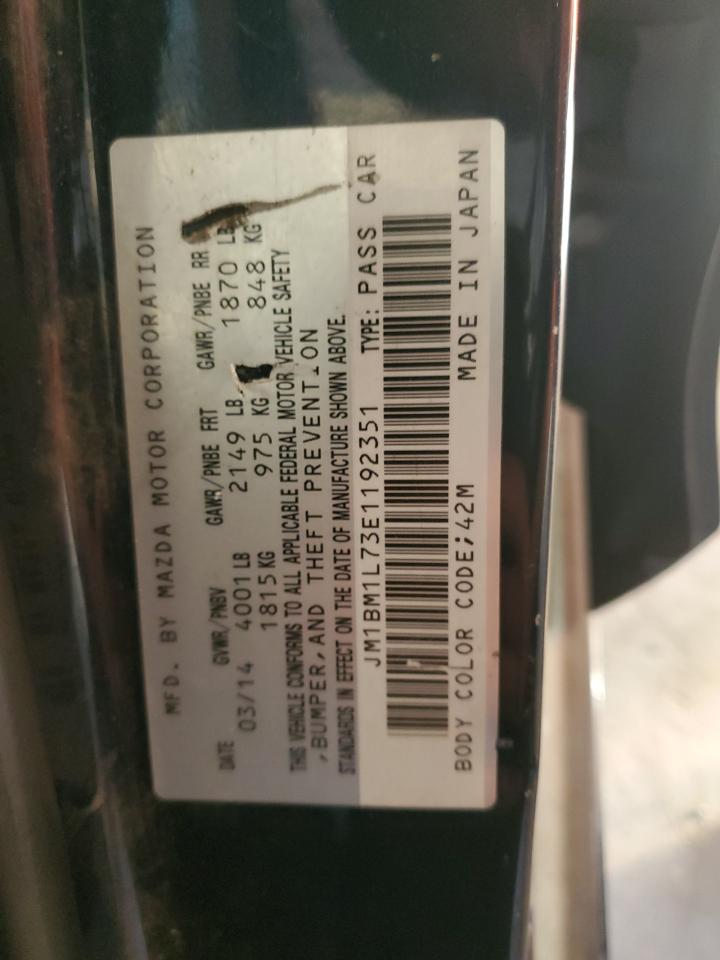 MFD. BY MAZDA MOTOR CORPORATION
DATE GVWR/PNBV GAWR/PNBE FRT GAWR/PNBE RR
03/14 4001 LB 2149 LB 1870 LB
1815 KG 975 KG 848 KG
THIS VEHICLE CONFORMS TO ALL APPLICABLE FEDERAL MOTOR VEHICLE SAFETY
,BUMPER,AND THEFT PREVENTION
STANDARDS IN EFFECT ON THE DATE OF MANUFACTURE SHOWN ABOVE.
JM1BM1L73E1192351 TYPE: PASS CAR
BODY COLOR CODE;42M MADE IN JAPAN